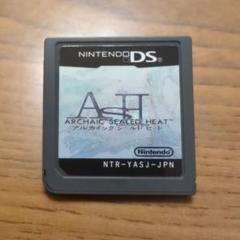 NINTENDO DS
ASH
ARCHAIC SEALED HEAT
アルカイック シールド ヒート
Nintendo
NTR-YASJ-JPN